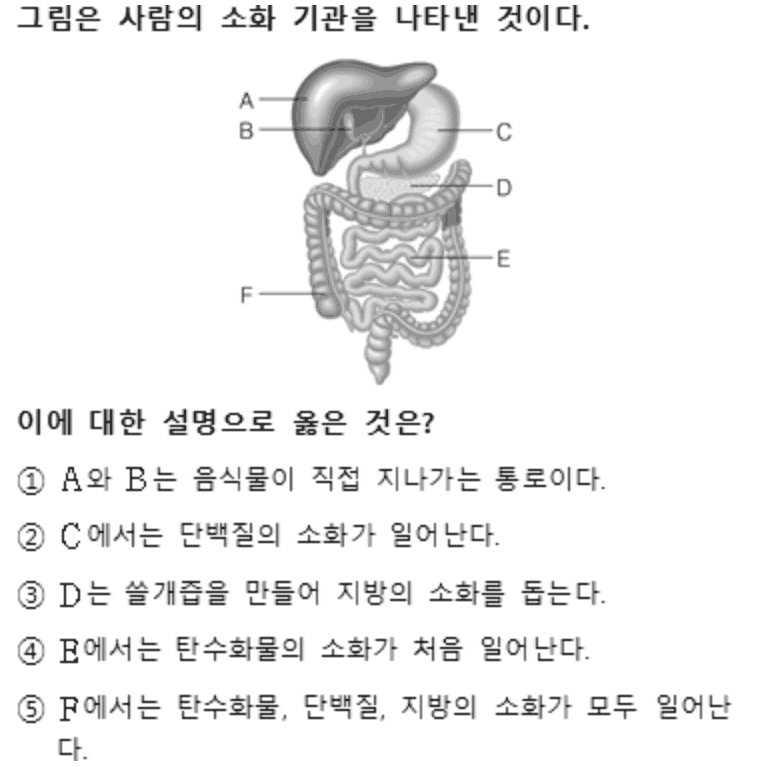 그림은 사람의 소화 기관을 나타낸 것이다.
A
B
C
D
E
F
이에 대한 설명으로 옳은 것은?
① A와 B는 음식물이 직접 지나가는 통로이다.
② C에서는 단백질의 소화가 일어난다.
③ D는 쓸개즙을 만들어 지방의 소화를 돕는다.
④ E에서는 탄수화물의 소화가 처음 일어난다.
⑤ F에서는 탄수화물, 단백질, 지방의 소화가 모두 일어난
다.